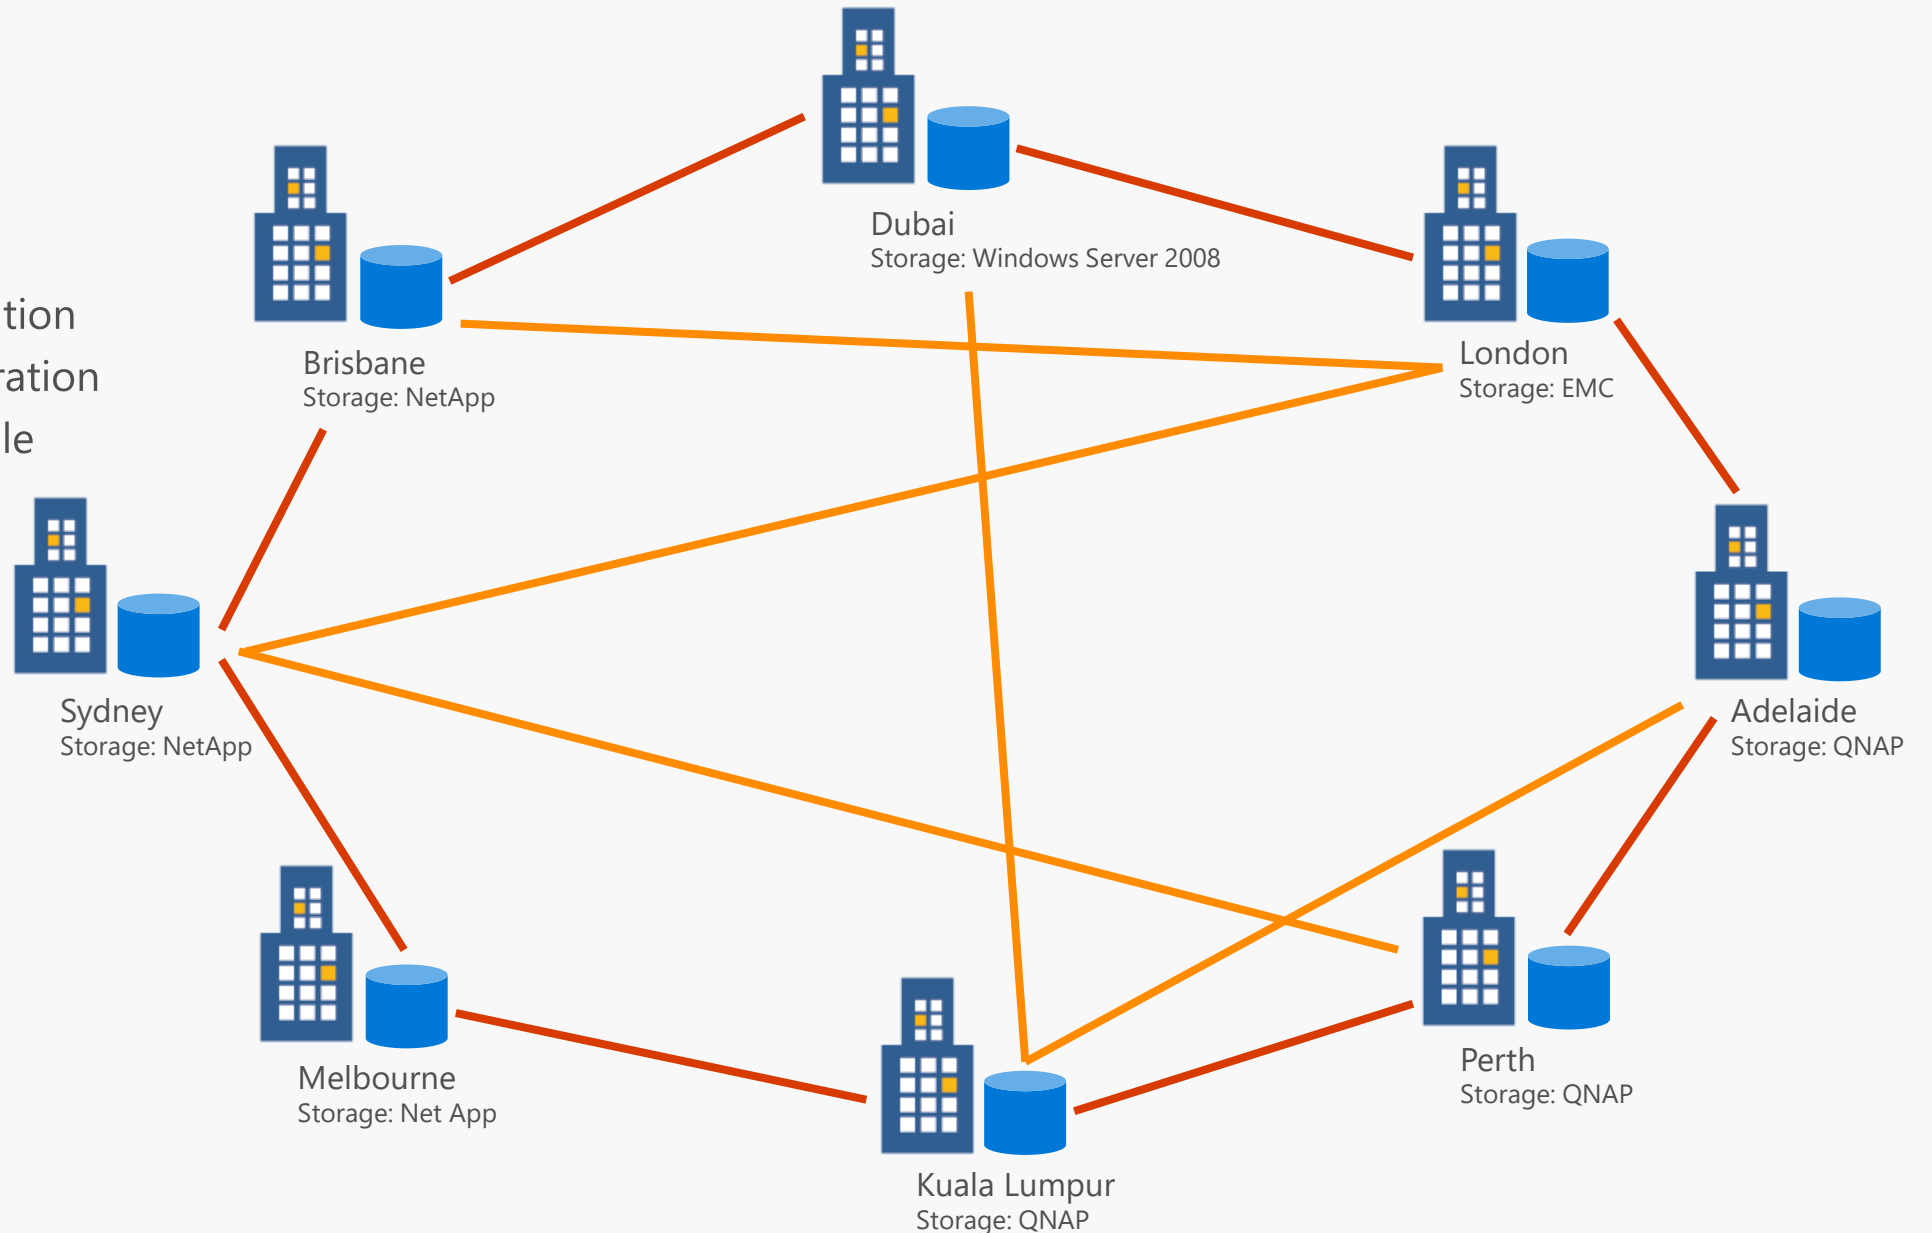 Dubai
Storage: Windows Server 2008
tion
ration
le
Brisbane
Storage: NetApp
London
Storage: EMC
Sydney
Storage: NetApp
Adelaide
Storage: QNAP
Melbourne
Storage: Net App
Perth
Storage: QNAP
Kuala Lumpur
Storage: QNAP